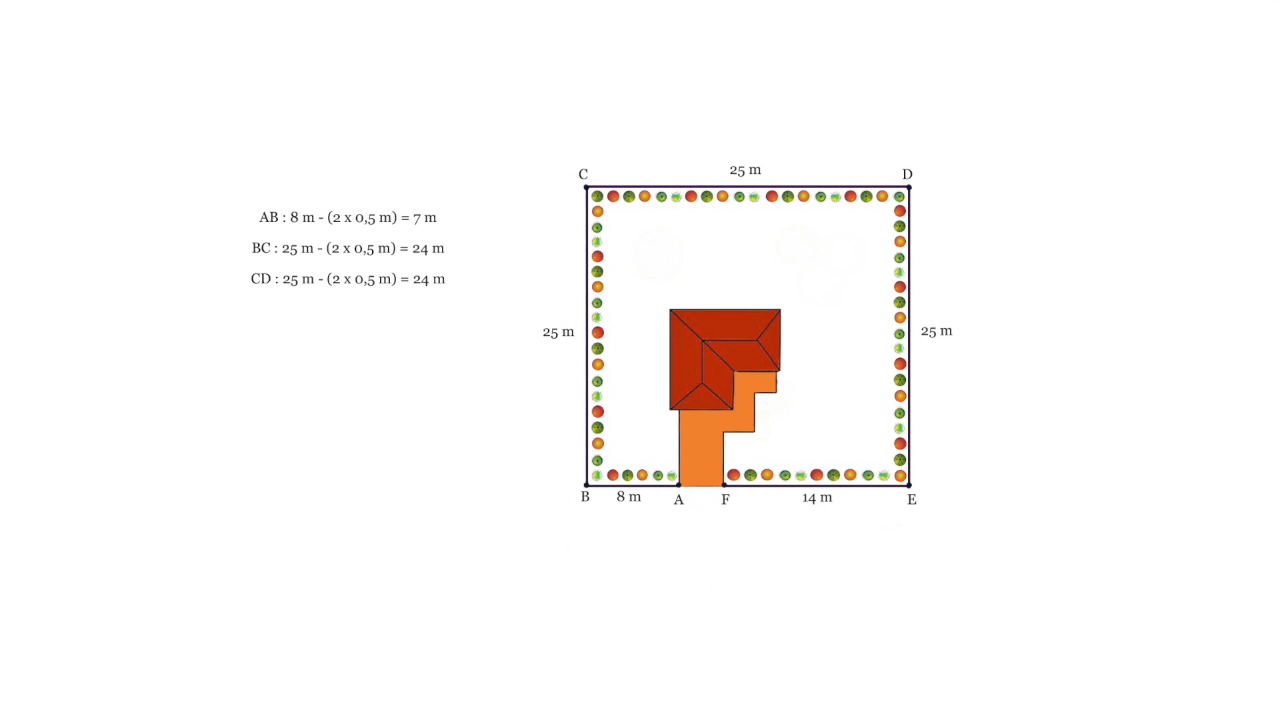 AB : 8 m - (2 x 0,5 m) = 7 m
BC : 25 m - (2 x 0,5 m) = 24 m
CD : 25 m - (2 x 0,5 m) = 24 m
25 m
C
D
25 m
25 m
B
8 m
A
F
14 m
E